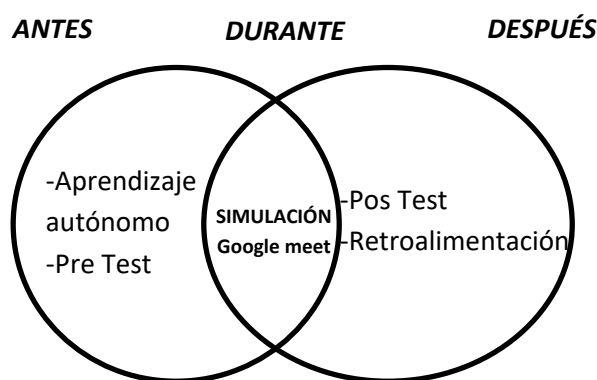 ANTES
DURANTE
DESPUÉS
-Aprendizaje
autónomo
-Pre Test
SIMULACIÓN
Google meet
-Pos Test
-Retroalimentación